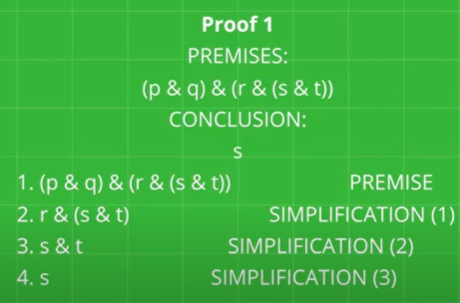 Proof 1
PREMISES:
(p & q) & (r & (s & t))
CONCLUSION:
s
1. (p & q) & (r & (s & t)) PREMISE
2. r & (s & t) SIMPLIFICATION (1)
3. s & t SIMPLIFICATION (2)
4. s SIMPLIFICATION (3)